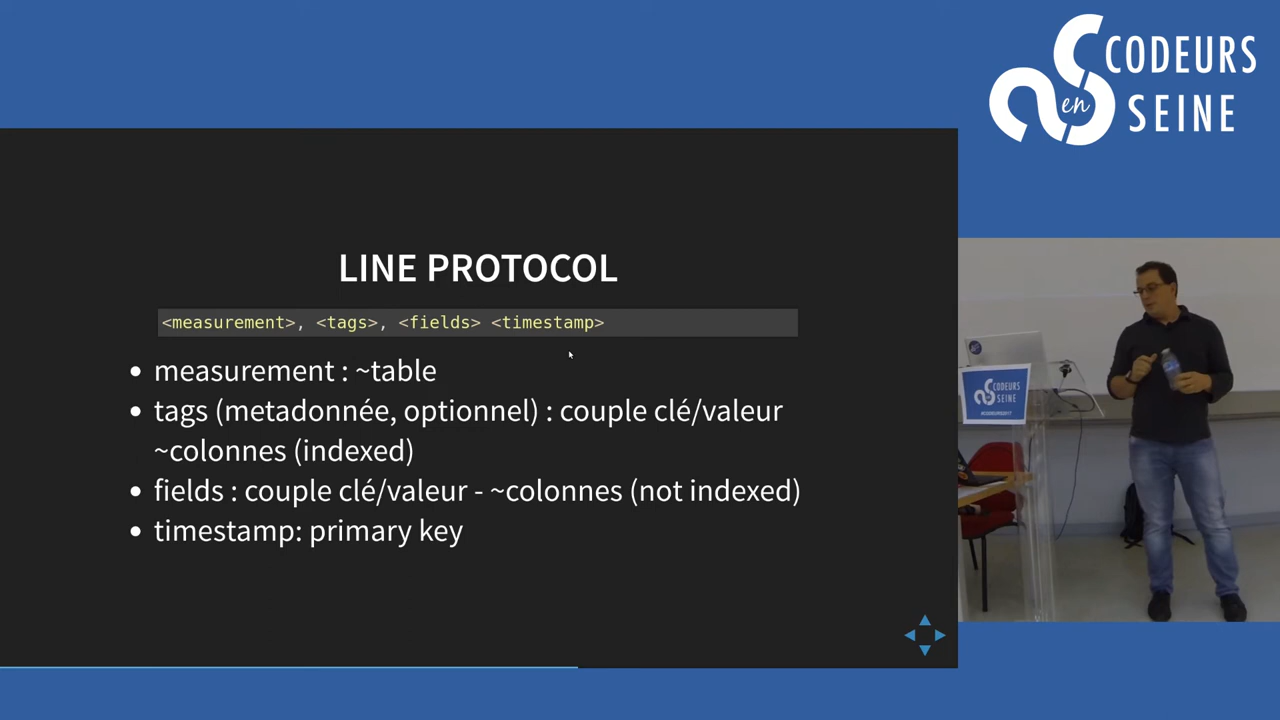 CODEURS
en
SEINE
LINE PROTOCOL
<measurement>, <tags>, <fields> <timestamp>
measurement : ~table
tags (metadonnée, optionnel) : couple clé/valeur
~colonnes (indexed)
fields : couple clé/valeur - ~colonnes (not indexed)
timestamp: primary key
CODEURS
en
SEINE